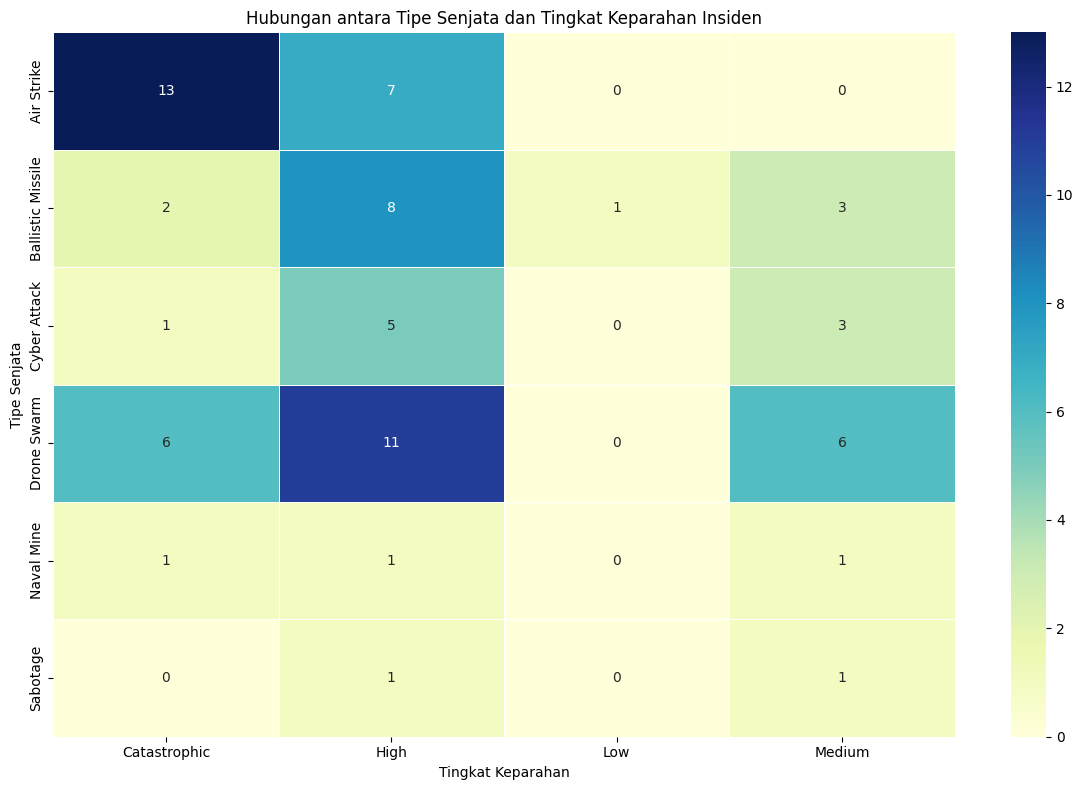 Hubungan antara Tipe Senjata dan Tingkat Keparahan Insiden
Tipe Senjata
Air Strike
13 7 0 0
Ballistic Missile
2 8 1 3
Cyber Attack
1 5 0 3
Drone Swarm
6 11 0 6
Naval Mine
1 1 0 1
Sabotage
0 1 0 1
Catastrophic High Low Medium
Tingkat Keparahan
12
10
8
6
4
2
0